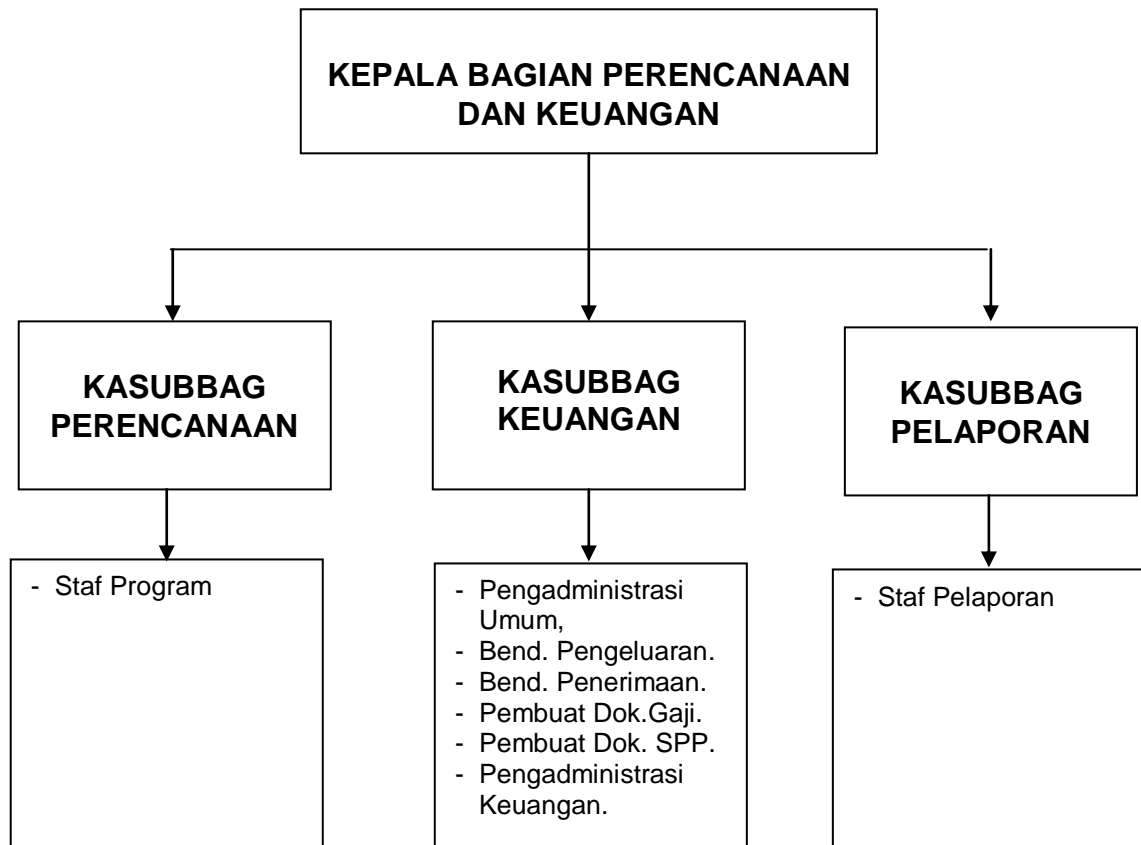 KEPALA BAGIAN PERENCANAAN
DAN KEUANGAN
KASUBBAG
PERENCANAAN
KASUBBAG
KEUANGAN
KASUBBAG
PELAPORAN
- Staf Program
- Pengadministrasi
Umum,
- Bend. Pengeluaran.
- Bend. Penerimaan.
- Pembuat Dok.Gaji.
- Pembuat Dok. SPP.
- Pengadministrasi
Keuangan.
- Staf Pelaporan